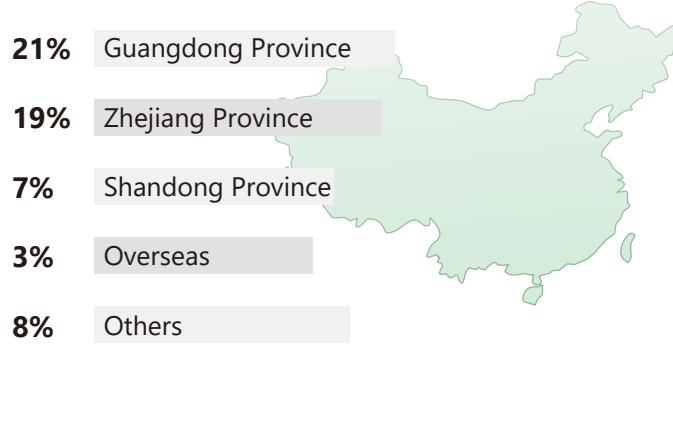 21% Guangdong Province
19% Zhejiang Province
7% Shandong Province
3% Overseas
8% Others